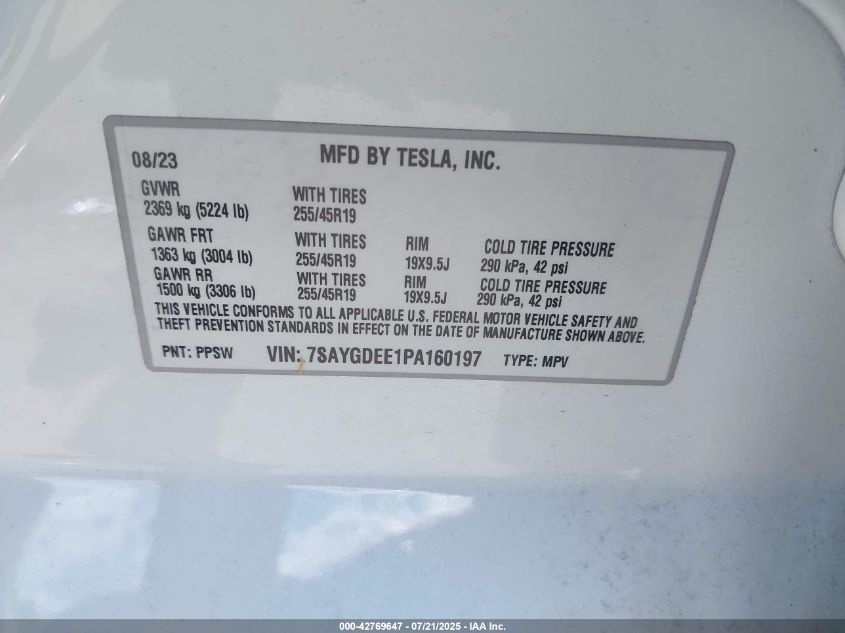 08/23 MFD BY TESLA, INC.
GVWR WITH TIRES
2369 kg (5224 lb) 255/45R19
GAWR FRT WITH TIRES RIM COLD TIRE PRESSURE
1363 kg (3004 lb) 255/45R19 19X9.5J 290 kPa, 42 psi
GAWR RR WITH TIRES RIM COLD TIRE PRESSURE
1500 kg (3306 lb) 255/45R19 19X9.5J 290 kPa, 42 psi
THIS VEHICLE CONFORMS TO ALL APPLICABLE U.S. FEDERAL MOTOR VEHICLE SAFETY AND
THEFT PREVENTION STANDARDS IN EFFECT ON THE DATE OF MANUFACTURE SHOWN ABOVE.
PNT: PPSW VIN: 7SAYGDEE1PA160197 TYPE: MPV
000-42769647 - 07/21/2025 - IAA Inc.